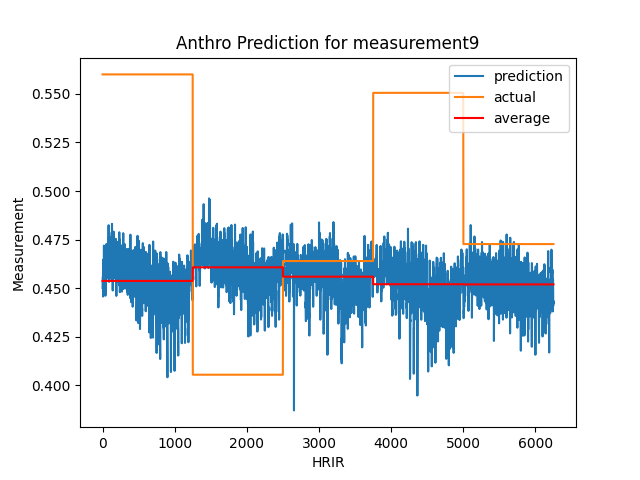 Anthro Prediction for measurement9
prediction
actual
average
0.550
0.525
0.500
0.475
0.450
0.425
0.400
Measurement
0
1000
2000
3000
4000
5000
6000
HRIR